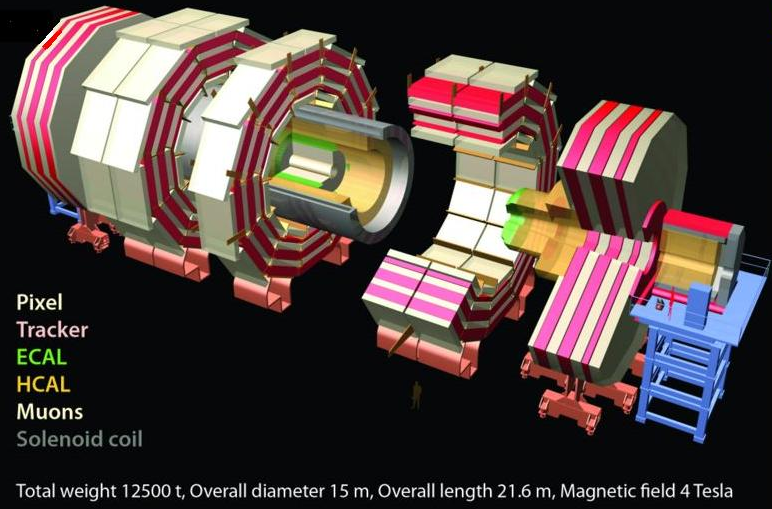 Pixel
Tracker
ECAL
HCAL
Muons
Solenoid coil
Total weight 12500 t, Overall diameter 15 m, Overall length 21.6 m, Magnetic field 4 Tesla